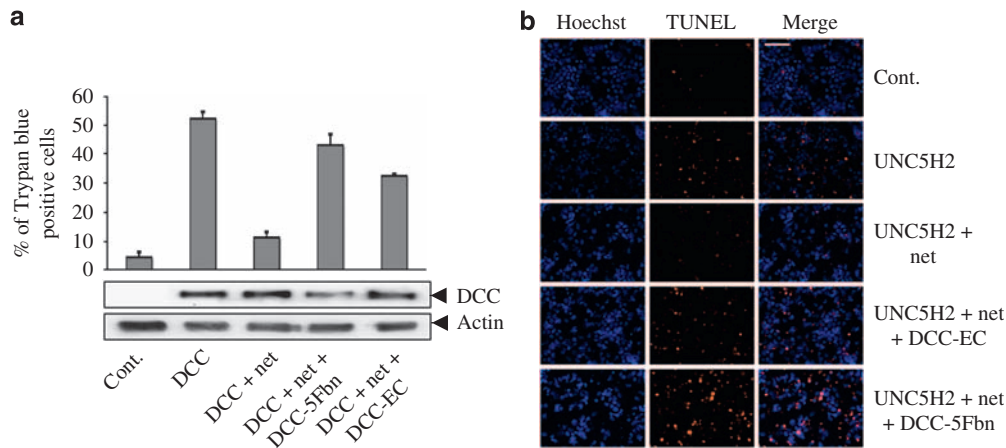 a
% of Trypan blue
positive cells
60
50
40
30
20
10
0
DCC
Actin
Cont.
DCC
DCC + net
DCC + net +
DCC-5Fbn
DCC + net +
DCC-EC
b
Hoechst TUNEL Merge
Cont.
UNC5H2
UNC5H2 +
net
UNC5H2 + net
+ DCC-EC
UNC5H2 + net
+ DCC-5Fbn